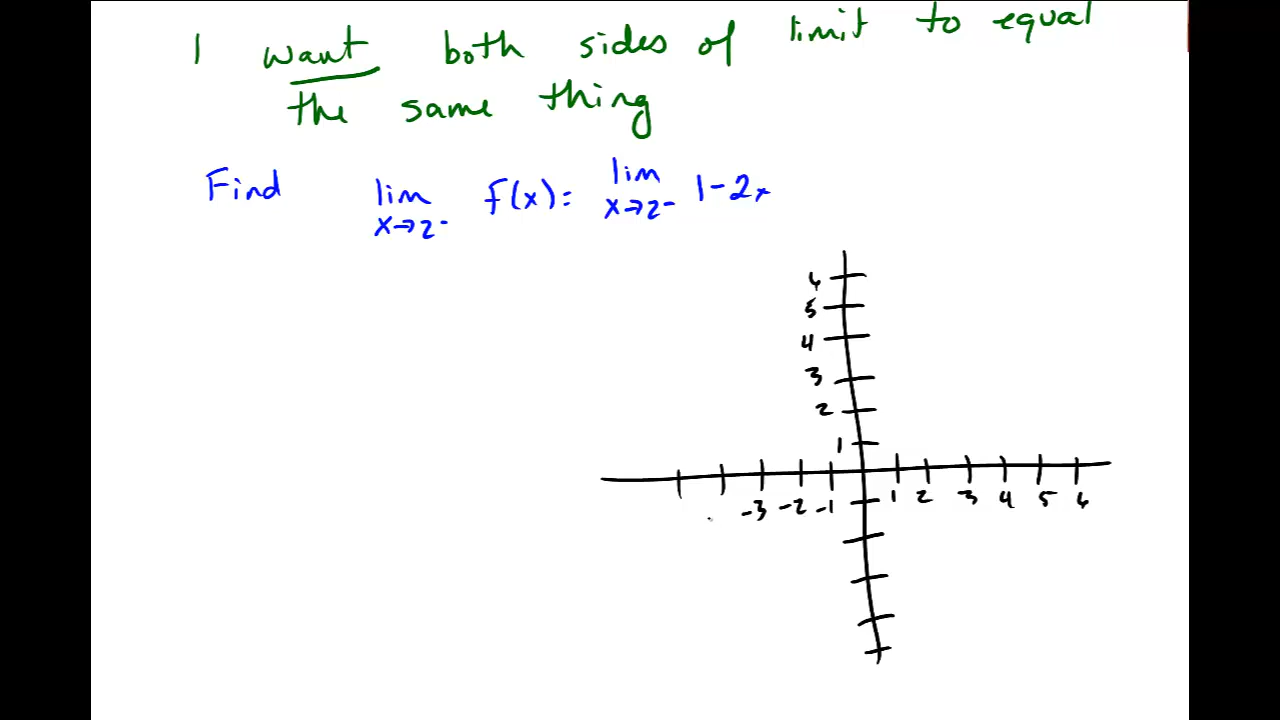 I want both sides of limit to equal
the same thing
Find lim x→2⁻ f(x) = lim x→2⁻ 1-2x
6
5
4
3
2
1
-3 -2 -1 1 2 3 4 5 6